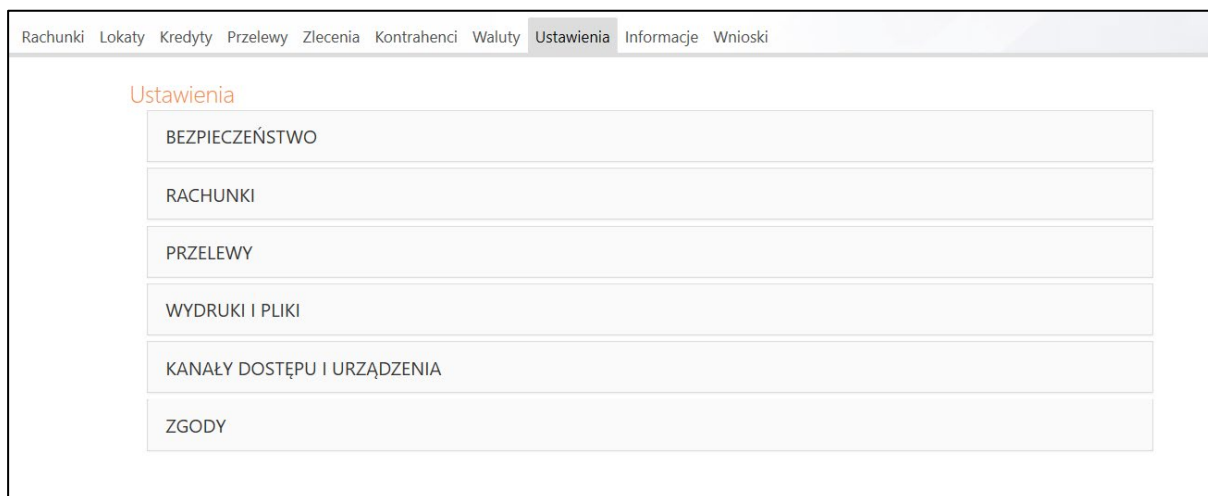 Rachunki Lokaty Kredyty Przelewy Zlecenia Kontrahenci Waluty Ustawienia Informacje Wnioski
Ustawienia
BEZPIECZEŃSTWO
RACHUNKI
PRZELEWY
WYDRUKI I PLIKI
KANAŁY DOSTĘPU I URZĄDZENIA
ZGODY